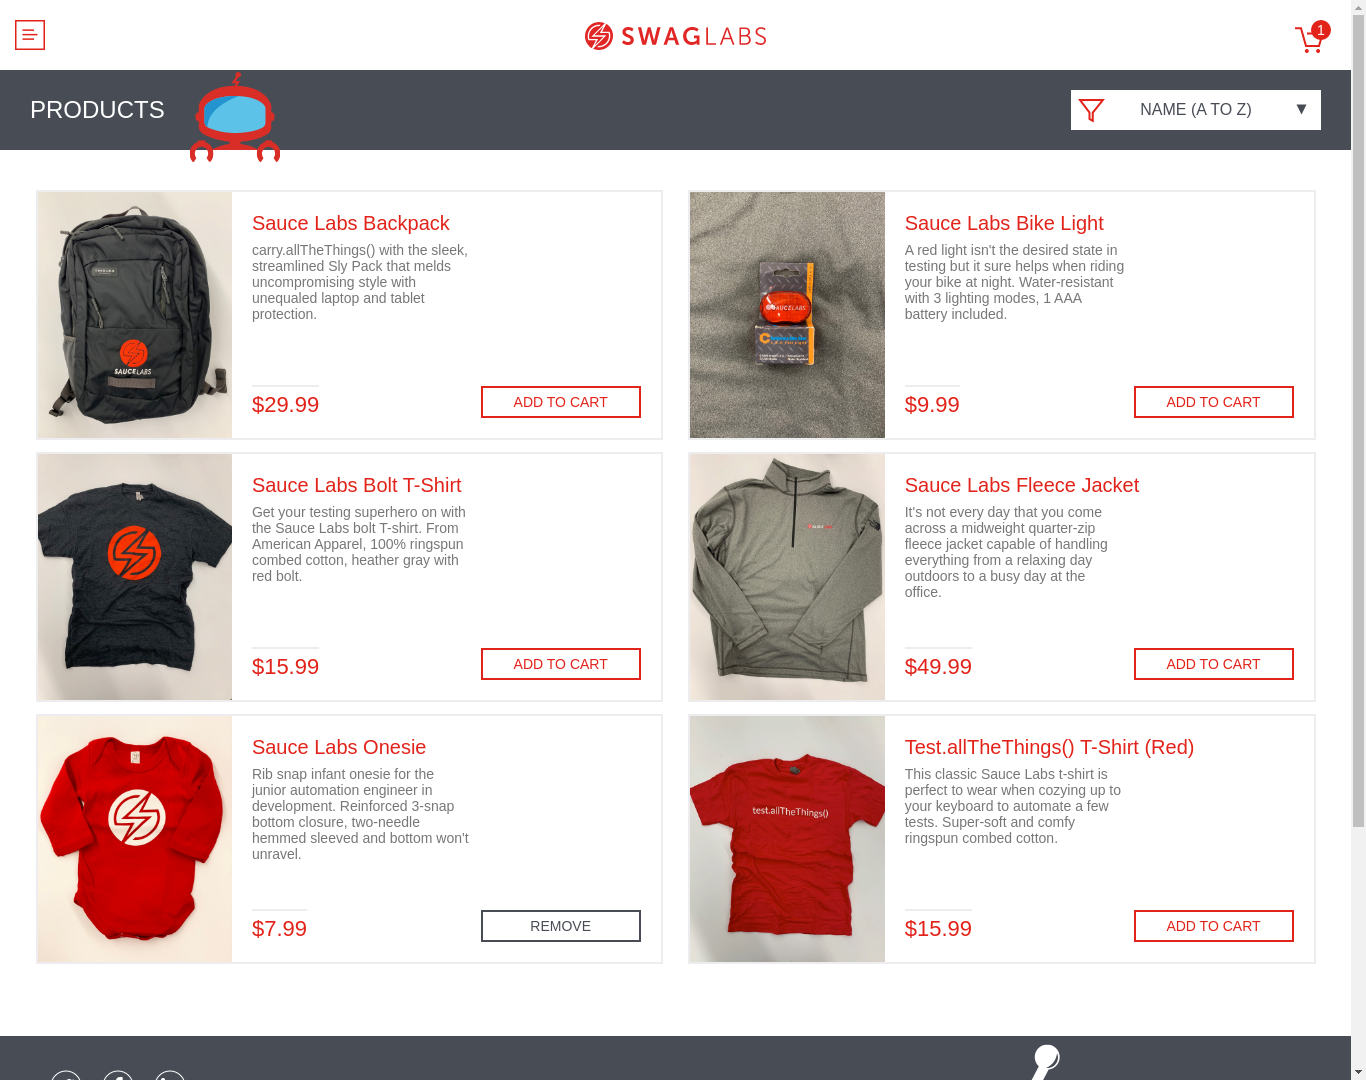 SWAGLABS
1
PRODUCTS
NAME (A TO Z)
Sauce Labs Backpack
carry.allTheThings() with the sleek,
streamlined Sly Pack that melds
uncompromising style with
unequaled laptop and tablet
protection.
SAUCELABS
$29.99
ADD TO CART
Sauce Labs Bike Light
A red light isn't the desired state in
testing but it sure helps when riding
your bike at night. Water-resistant
with 3 lighting modes, 1 AAA
battery included.
SAUCELABS
$9.99
ADD TO CART
Sauce Labs Bolt T-Shirt
Get your testing superhero on with
the Sauce Labs bolt T-shirt. From
American Apparel, 100% ringspun
combed cotton, heather gray with
red bolt.
$15.99
ADD TO CART
Sauce Labs Fleece Jacket
It's not every day that you come
across a midweight quarter-zip
fleece jacket capable of handling
everything from a relaxing day
outdoors to a busy day at the
office.
$49.99
ADD TO CART
Sauce Labs Onesie
Rib snap infant onesie for the
junior automation engineer in
development. Reinforced 3-snap
bottom closure, two-needle
hemmed sleeved and bottom won't
unravel.
$7.99
REMOVE
Test.allTheThings() T-Shirt (Red)
This classic Sauce Labs t-shirt is
perfect to wear when cozying up to
your keyboard to automate a few
tests. Super-soft and comfy
ringspun combed cotton.
test.allTheThings()
$15.99
ADD TO CART